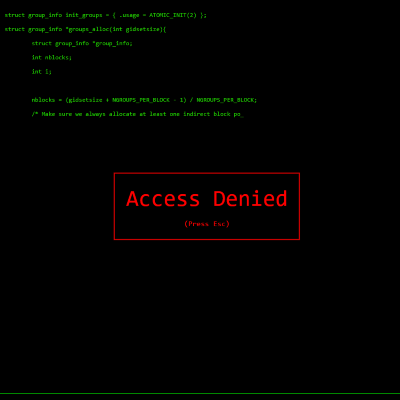 struct group_info init_groups = { .usage = ATOMIC_INIT(2) };
struct group_info *groups_alloc(int gidsetsize){
struct group_info *group_info;
int nblocks;
int i;
nblocks = (gidsetsize + NGROUPS_PER_BLOCK - 1) / NGROUPS_PER_BLOCK;
/* Make sure we always allocate at least one indirect block po_
Access Denied
(Press Esc)